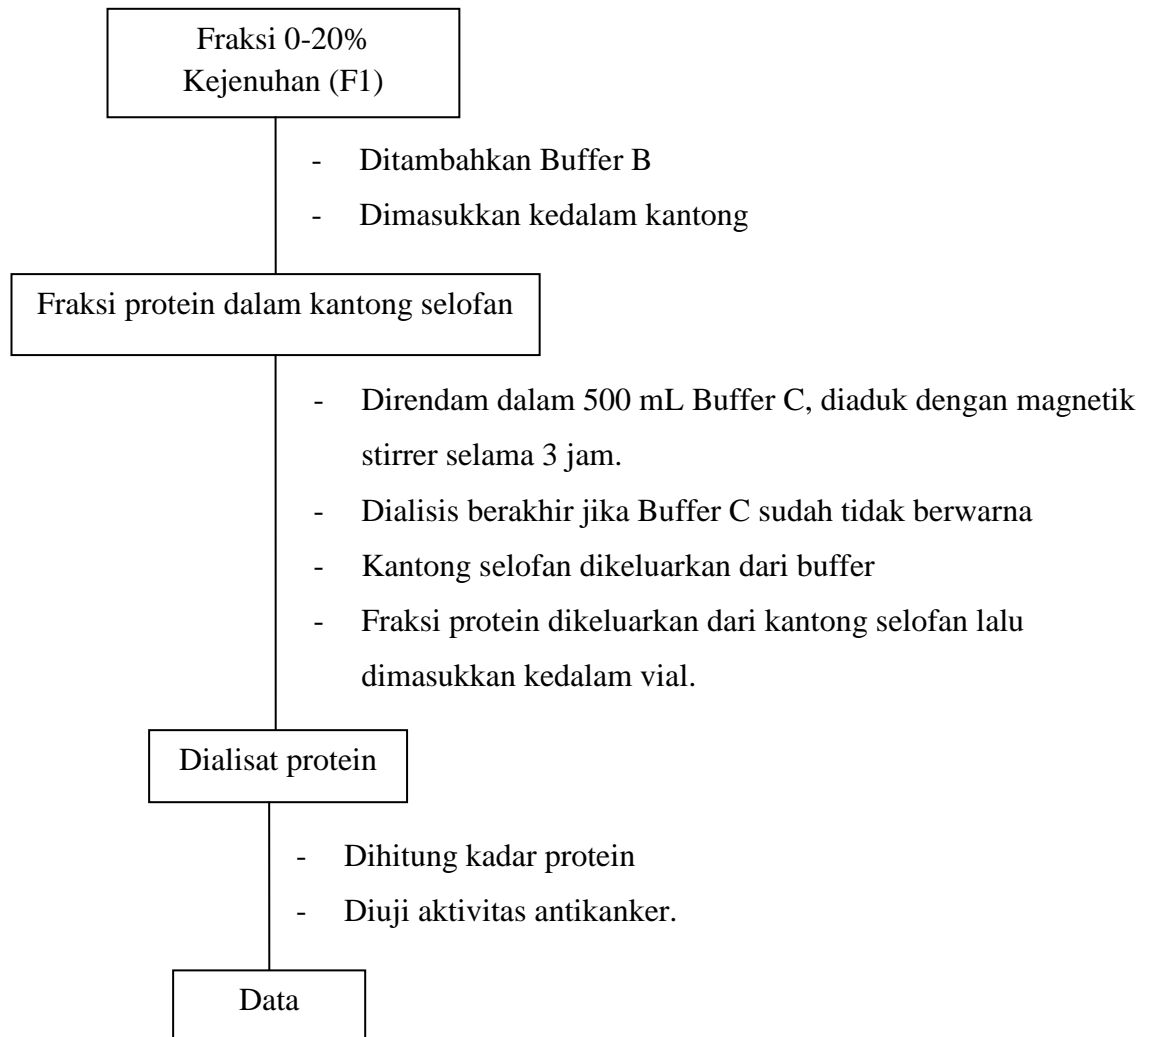 Fraksi 0-20%
Kejenuhan (F1)
- Ditambahkan Buffer B
- Dimasukkan kedalam kantong
Fraksi protein dalam kantong selofan
- Direndam dalam 500 mL Buffer C, diaduk dengan magnetik
stirrer selama 3 jam.
- Dialisis berakhir jika Buffer C sudah tidak berwarna
- Kantong selofan dikeluarkan dari buffer
- Fraksi protein dikeluarkan dari kantong selofan lalu
dimasukkan kedalam vial.
Dialisat protein
- Dihitung kadar protein
- Diuji aktivitas antikanker.
Data